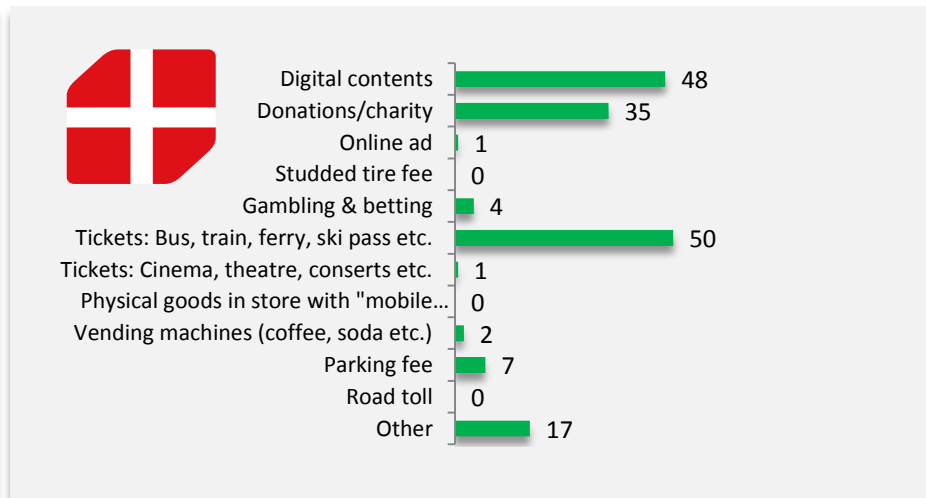 Digital contents 48
Donations/charity 35
Online ad 1
Studded tire fee 0
Gambling & betting 4
Tickets: Bus, train, ferry, ski pass etc. 50
Tickets: Cinema, theatre, conserts etc. 1
Physical goods in store with "mobile... 0
Vending machines (coffee, soda etc.) 2
Parking fee 7
Road toll 0
Other 17